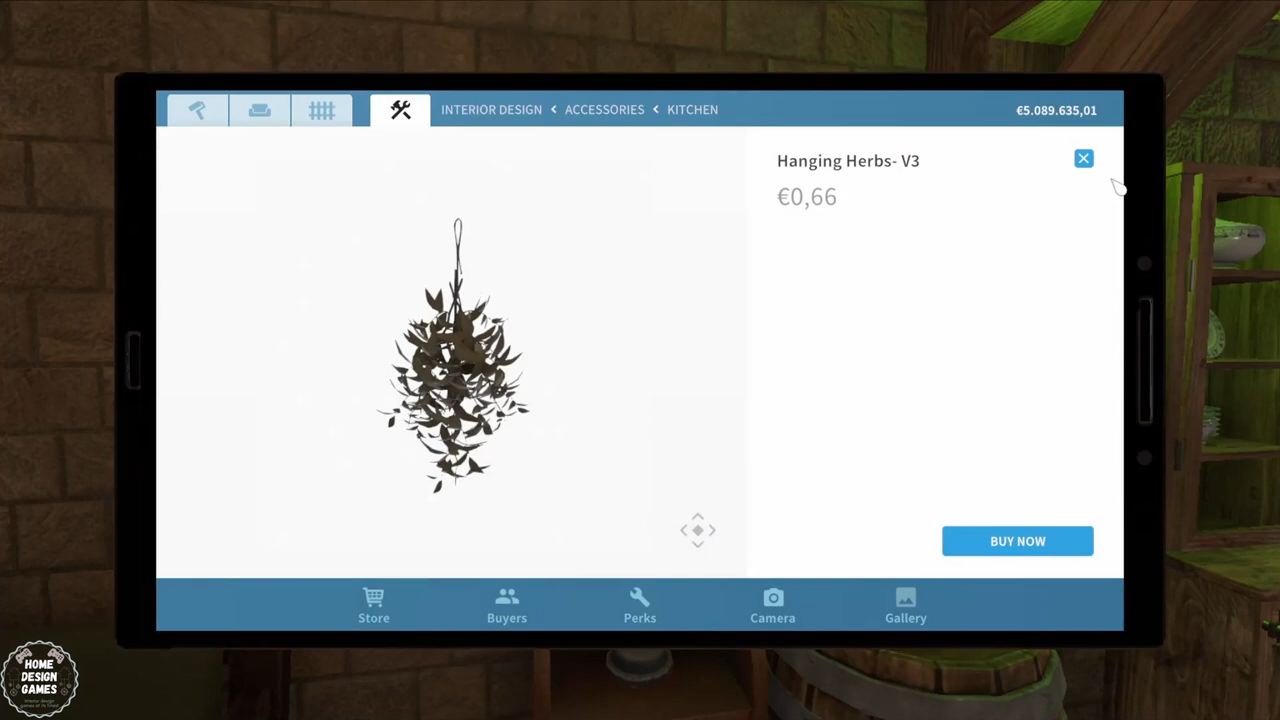 INTERIOR DESIGN < ACCESSORIES < KITCHEN
€5.089.635,01
Hanging Herbs- V3
€0,66
BUY NOW
Store
Buyers
Perks
Camera
Gallery
HOME
DESIGN
GAMES